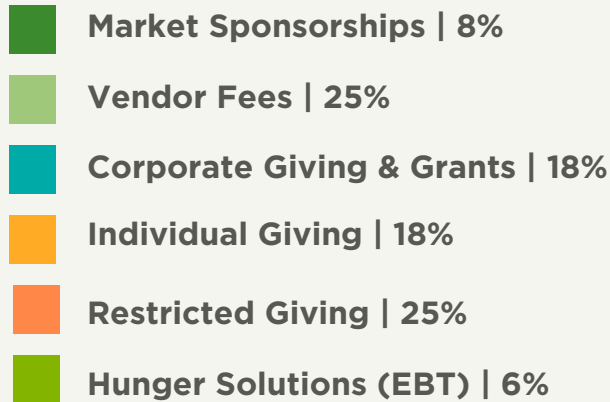 Market Sponsorships | 8%
Vendor Fees | 25%
Corporate Giving & Grants | 18%
Individual Giving | 18%
Restricted Giving | 25%
Hunger Solutions (EBT) | 6%